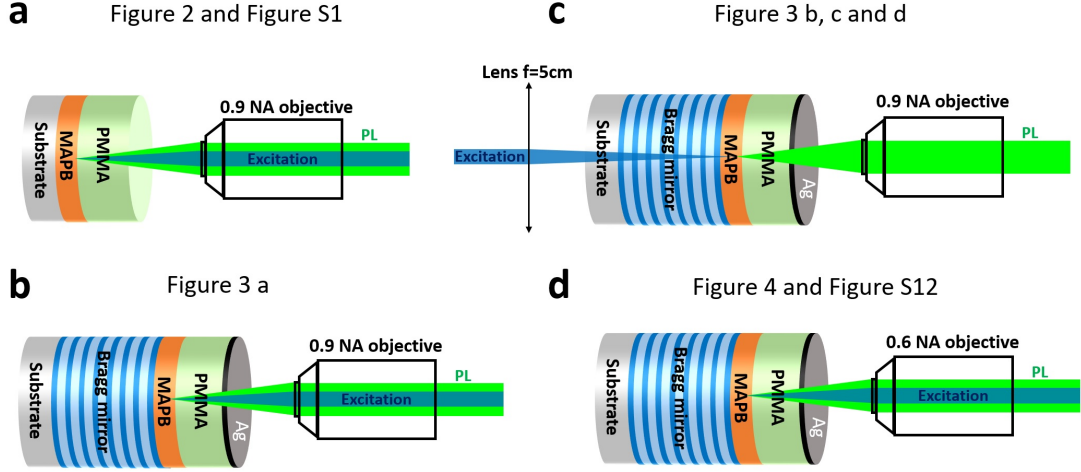 a
Figure 2 and Figure S1
0.9 NA objective
PL
Excitation
Substrate
MAPB
PMMA
c
Figure 3 b, c and d
Lens f=5cm
0.9 NA objective
PL
Excitation
Substrate
Bragg mirror
MAPB
PMMA
Ag
b
Figure 3 a
0.9 NA objective
PL
Excitation
Substrate
Bragg mirror
MAPB
PMMA
Ag
d
Figure 4 and Figure S12
0.6 NA objective
PL
Excitation
Substrate
Bragg mirror
MAPB
PMMA
Ag